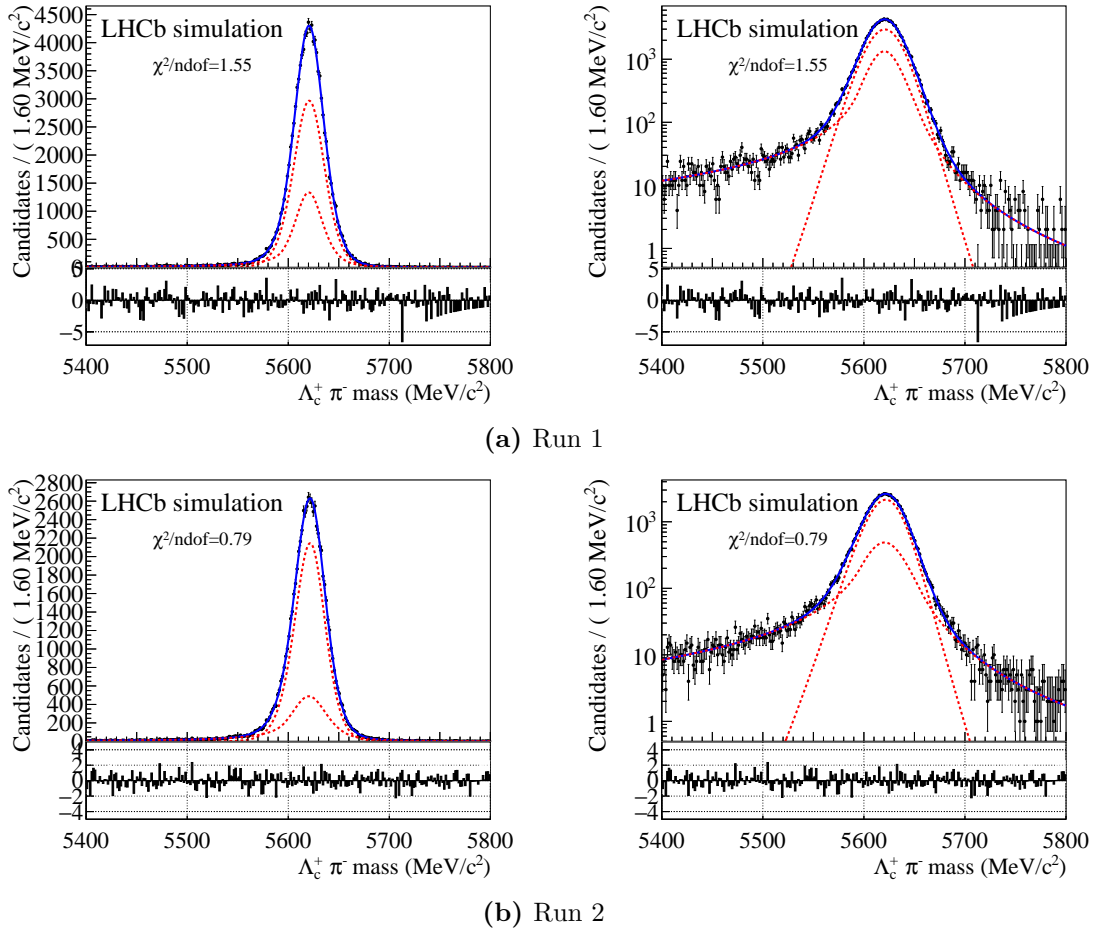 Candidates / ( 1.60 MeV/c²)
LHCb simulation
χ²/ndof=1.55
4500
4000
3500
3000
2500
2000
1500
1000
500
0
5
0
−5
5400 5500 5600 5700 5800
Λc+ π- mass (MeV/c²)
Candidates / ( 1.60 MeV/c²)
LHCb simulation
χ²/ndof=1.55
10³
10²
10
1
5
0
−5
5400 5500 5600 5700 5800
Λc+ π- mass (MeV/c²)
(a) Run 1
Candidates / ( 1.60 MeV/c²)
LHCb simulation
χ²/ndof=0.79
2800
2600
2400
2200
2000
1800
1600
1400
1200
1000
800
600
400
200
0
4
2
0
−2
−4
5400 5500 5600 5700 5800
Λc+ π- mass (MeV/c²)
Candidates / ( 1.60 MeV/c²)
LHCb simulation
χ²/ndof=0.79
10³
10²
10
1
4
2
0
−2
−4
5400 5500 5600 5700 5800
Λc+ π- mass (MeV/c²)
(b) Run 2